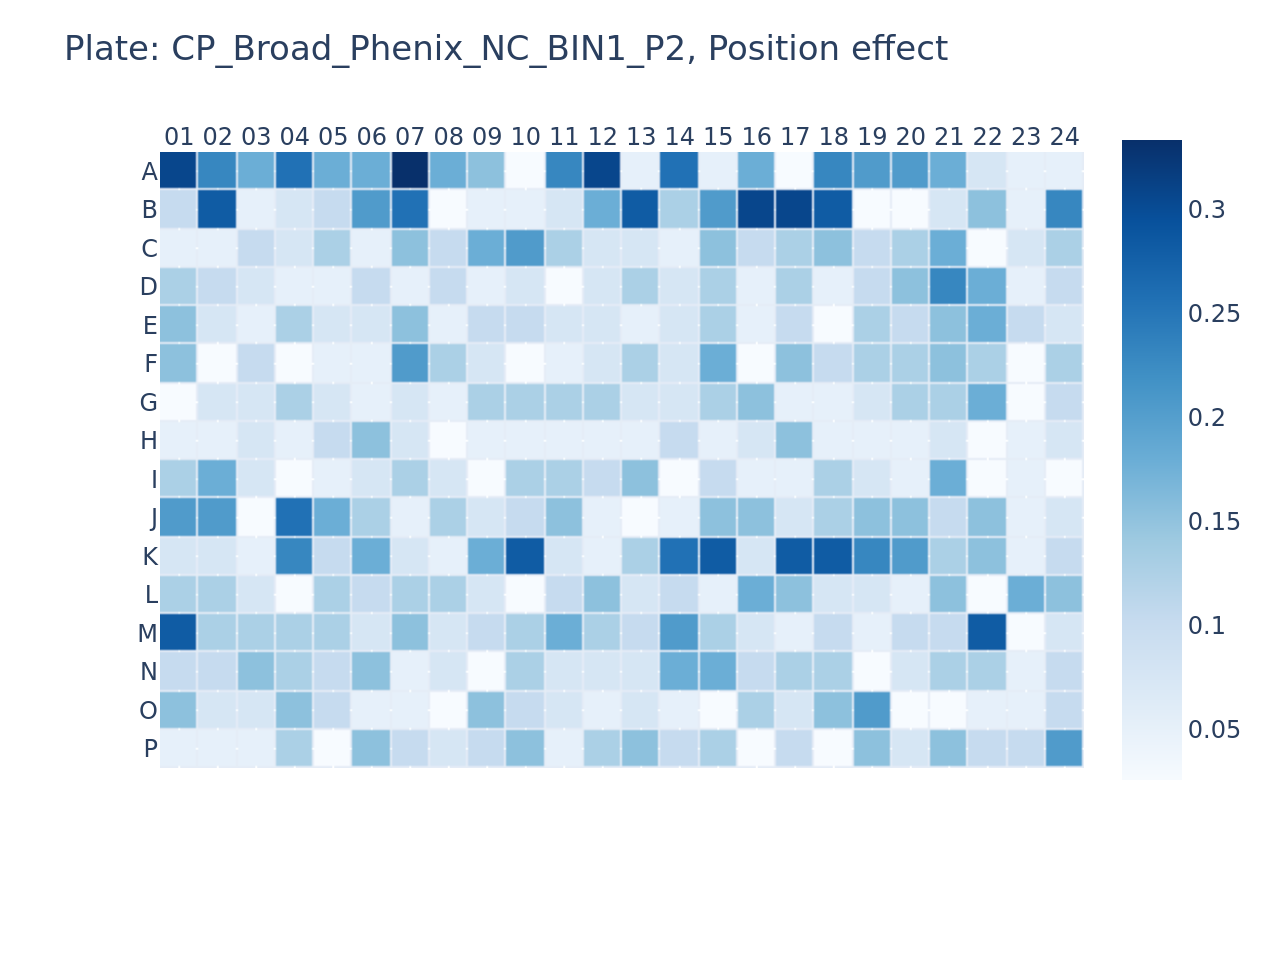 Plate: CP_Broad_Phenix_NC_BIN1_P2, Position effect
01 02 03 04 05 06 07 08 09 10 11 12 13 14 15 16 17 18 19 20 21 22 23 24
A
B
C
D
E
F
G
H
I
J
K
L
M
N
O
P
0.3
0.25
0.2
0.15
0.1
0.05